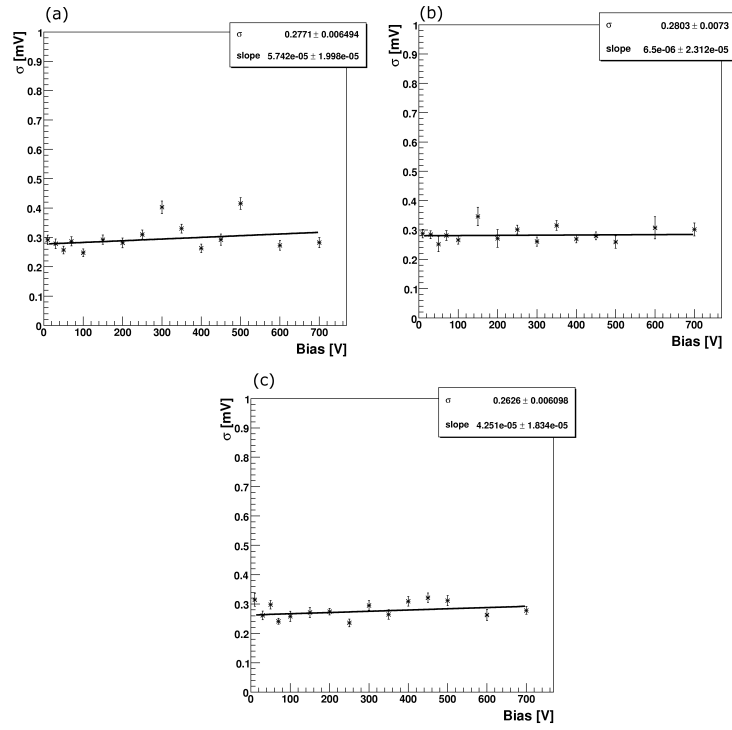 (a)
σ 0.2771 ± 0.006494
slope 5.742e-05 ± 1.998e-05
σ [mV]
1
0.9
0.8
0.7
0.6
0.5
0.4
0.3
0.2
0.1
0
0 100 200 300 400 500 600 700
Bias [V]
(b)
σ 0.2803 ± 0.0073
slope 6.5e-06 ± 2.312e-05
σ [mV]
1
0.9
0.8
0.7
0.6
0.5
0.4
0.3
0.2
0.1
0
0 100 200 300 400 500 600 700
Bias [V]
(c)
σ 0.2626 ± 0.006098
slope 4.251e-05 ± 1.834e-05
σ [mV]
1
0.9
0.8
0.7
0.6
0.5
0.4
0.3
0.2
0.1
0
0 100 200 300 400 500 600 700
Bias [V]